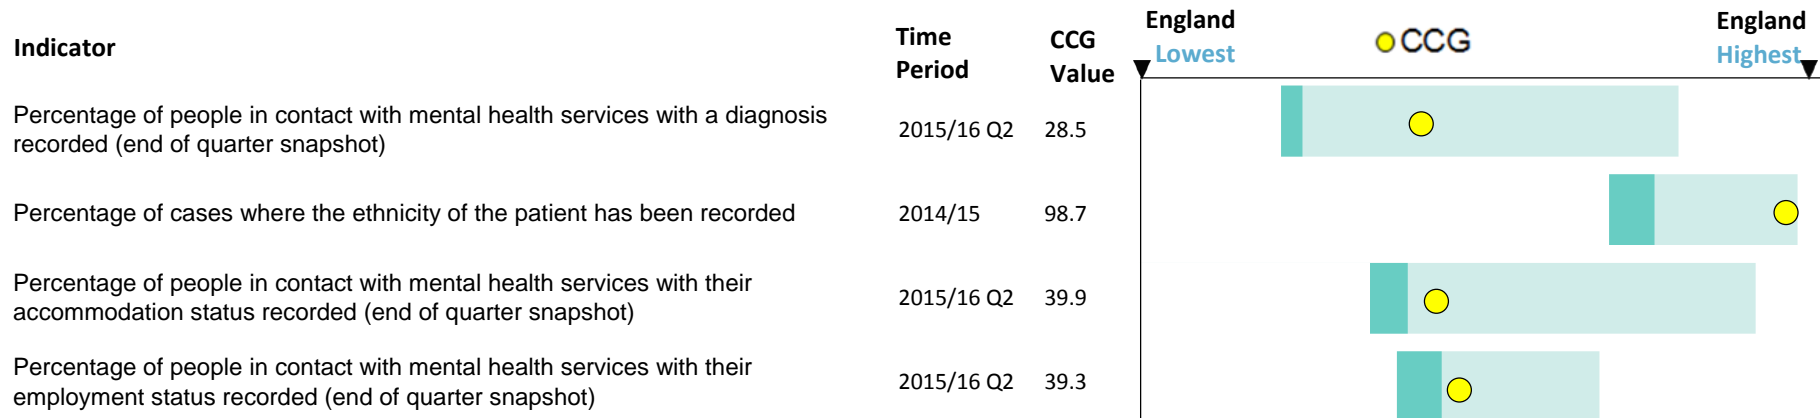 Indicator
Time
Period
CCG
Value
England
Lowest
CCG
England
Highest
Percentage of people in contact with mental health services with a diagnosis
recorded (end of quarter snapshot)
2015/16 Q2
28.5
Percentage of cases where the ethnicity of the patient has been recorded
2014/15
98.7
Percentage of people in contact with mental health services with their
accommodation status recorded (end of quarter snapshot)
2015/16 Q2
39.9
Percentage of people in contact with mental health services with their
employment status recorded (end of quarter snapshot)
2015/16 Q2
39.3